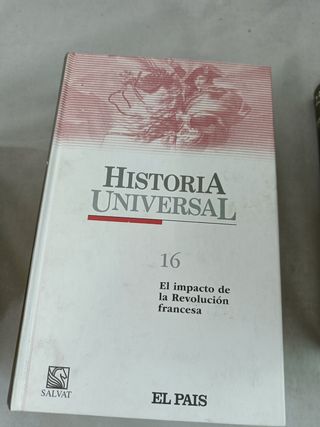 HISTORIA
UNIVERSAL
16
El impacto de
la Revolución
francesa
SALVAT
EL PAIS